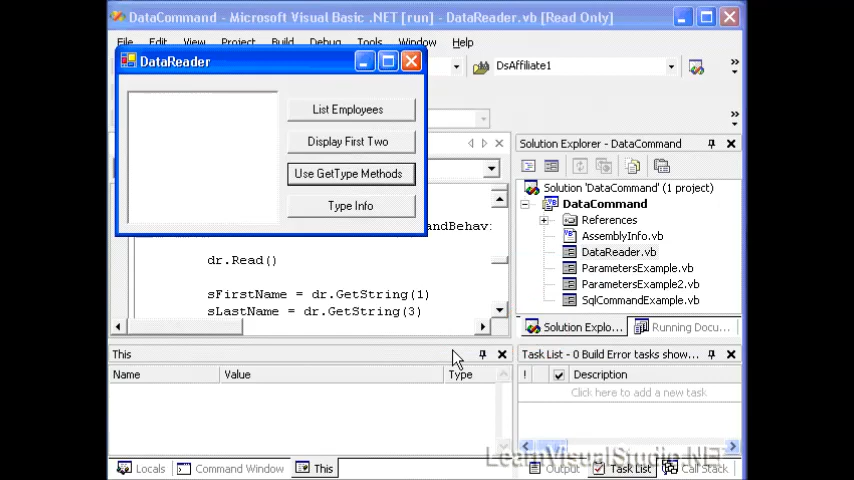 DataCommand - Microsoft Visual Basic .NET [run] - DataReader.vb [Read Only]
File Edit View Project Build Debug Tools Window Help
DataReader
DsAffiliate1
List Employees
Display First Two
Use GetType Methods
Type Info
Solution Explorer - DataCommand
Solution 'DataCommand' (1 project)
DataCommand
References
AssemblyInfo.vb
DataReader.vb
ParametersExample.vb
ParametersExample2.vb
SqlCommandExample.vb
andBehav:
dr.Read()
sFirstName = dr.GetString(1)
sLastName = dr.GetString(3)
Solution Explo...
Running Docu...
This
Name Value Type
Task List - 0 Build Error tasks show...
! Description
Click here to add a new task
Locals Command Window This
Output Task List Call Stack
LearnVisualStudio.NET